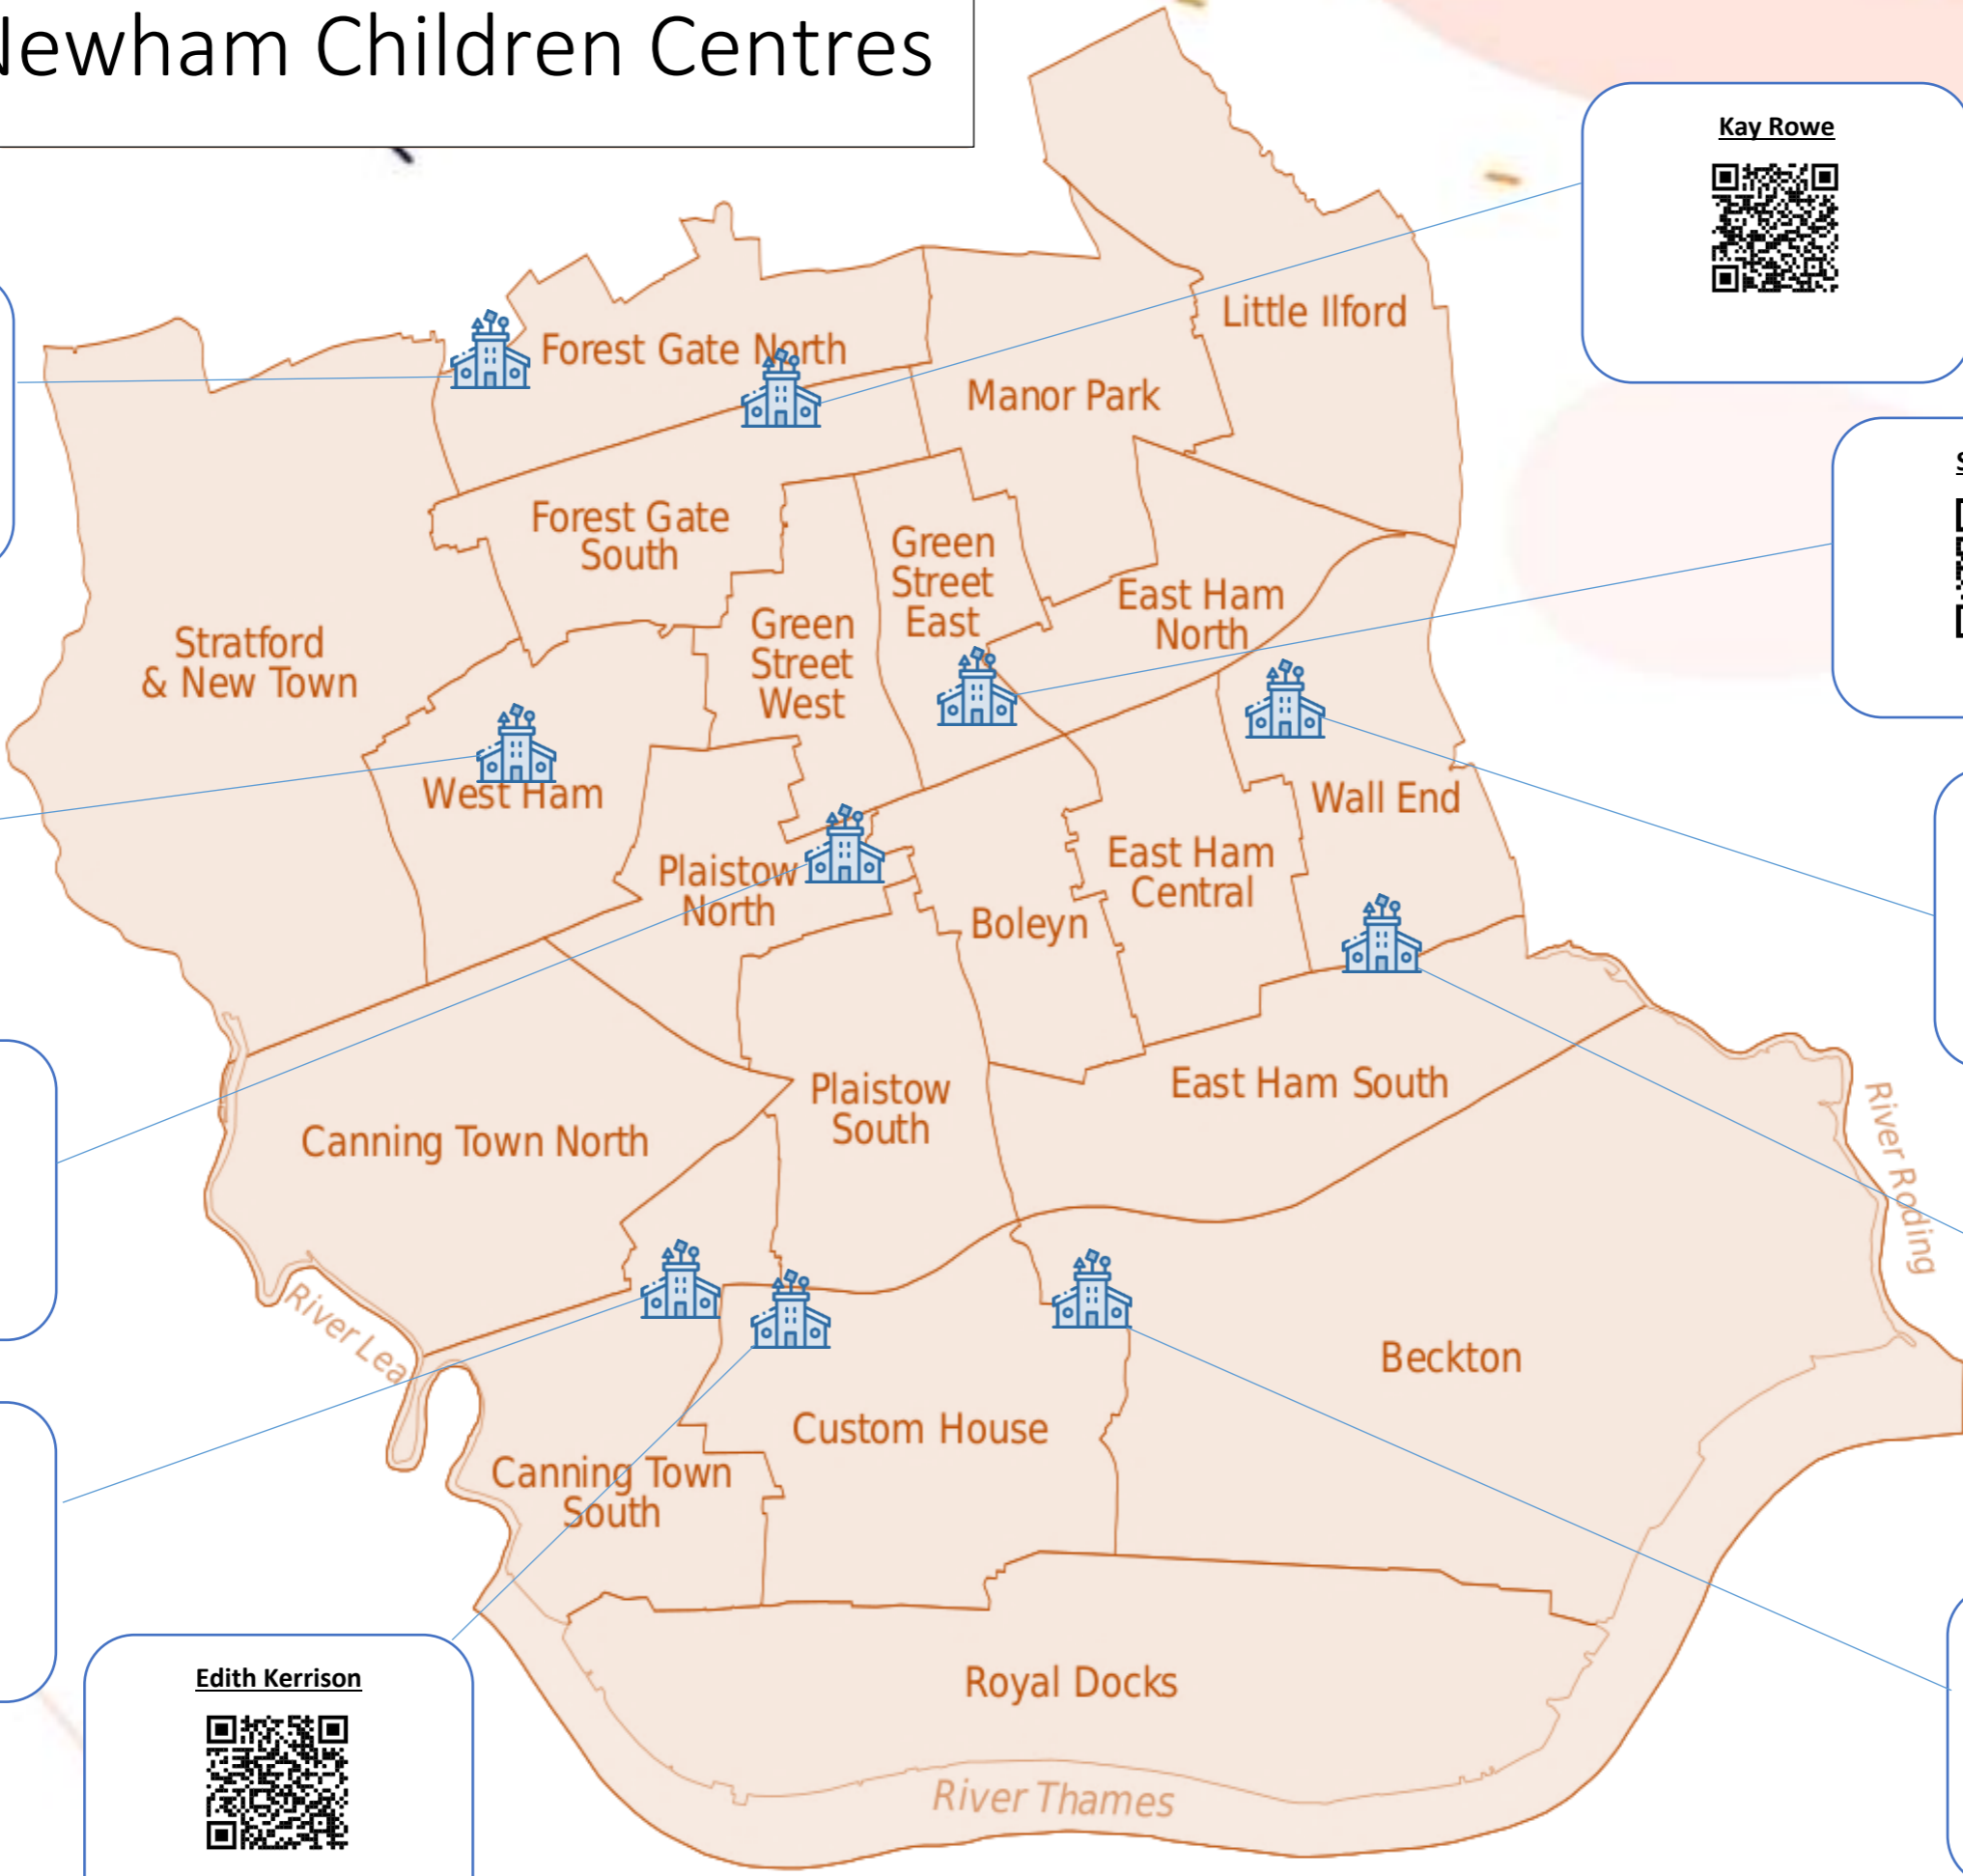 Newham Children Centres
Kay Rowe
Little Ilford
Forest Gate North
Manor Park
Forest Gate
South
Green
Street
East
East Ham
North
Green
Street
West
Stratford
& New Town
West Ham
Wall End
Plaistow
North
East Ham
Central
Boleyn
East Ham South
Plaistow
South
Canning Town North
River Roding
River Lea
Beckton
Custom House
Canning Town
South
Edith Kerrison
Royal Docks
River Thames